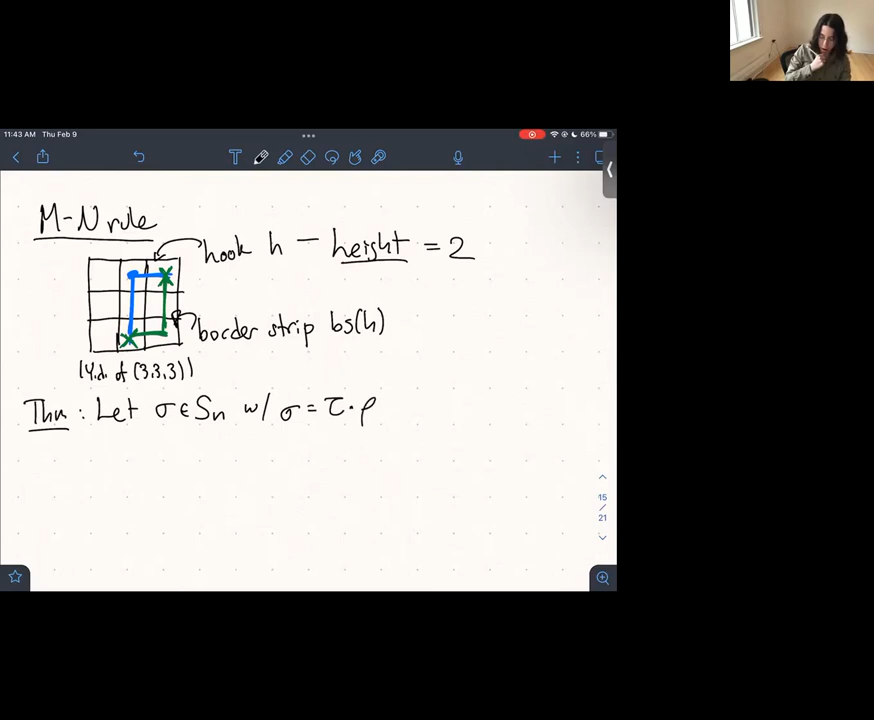 11:43 AM Thu Feb 9
66%
M-N rule
hook h — height = 2
border strip bs(h)
(Y.d. of (3,3,3))
Thm: Let σ ∈ Sn w/ σ = τ · ρ
15
/
21